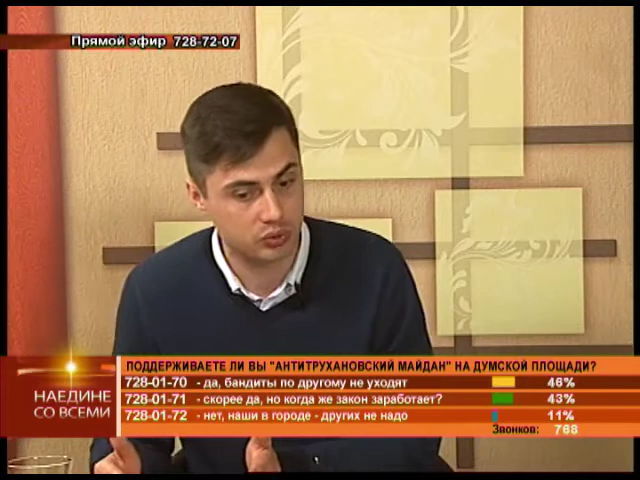 Прямой эфир 728-72-07
ПОДДЕРЖИВАЕТЕ ЛИ ВЫ "АНТИТРУХАНОВСКИЙ МАЙДАН" НА ДУМСКОЙ ПЛОЩАДИ?
728-01-70 - да, бандиты по другому не уходят 46%
728-01-71 - скорее да, но когда же закон заработает? 43%
728-01-72 - нет, наши в городе - других не надо 11%
Звонков: 768
НАЕДИНЕ
СО ВСЕМИ